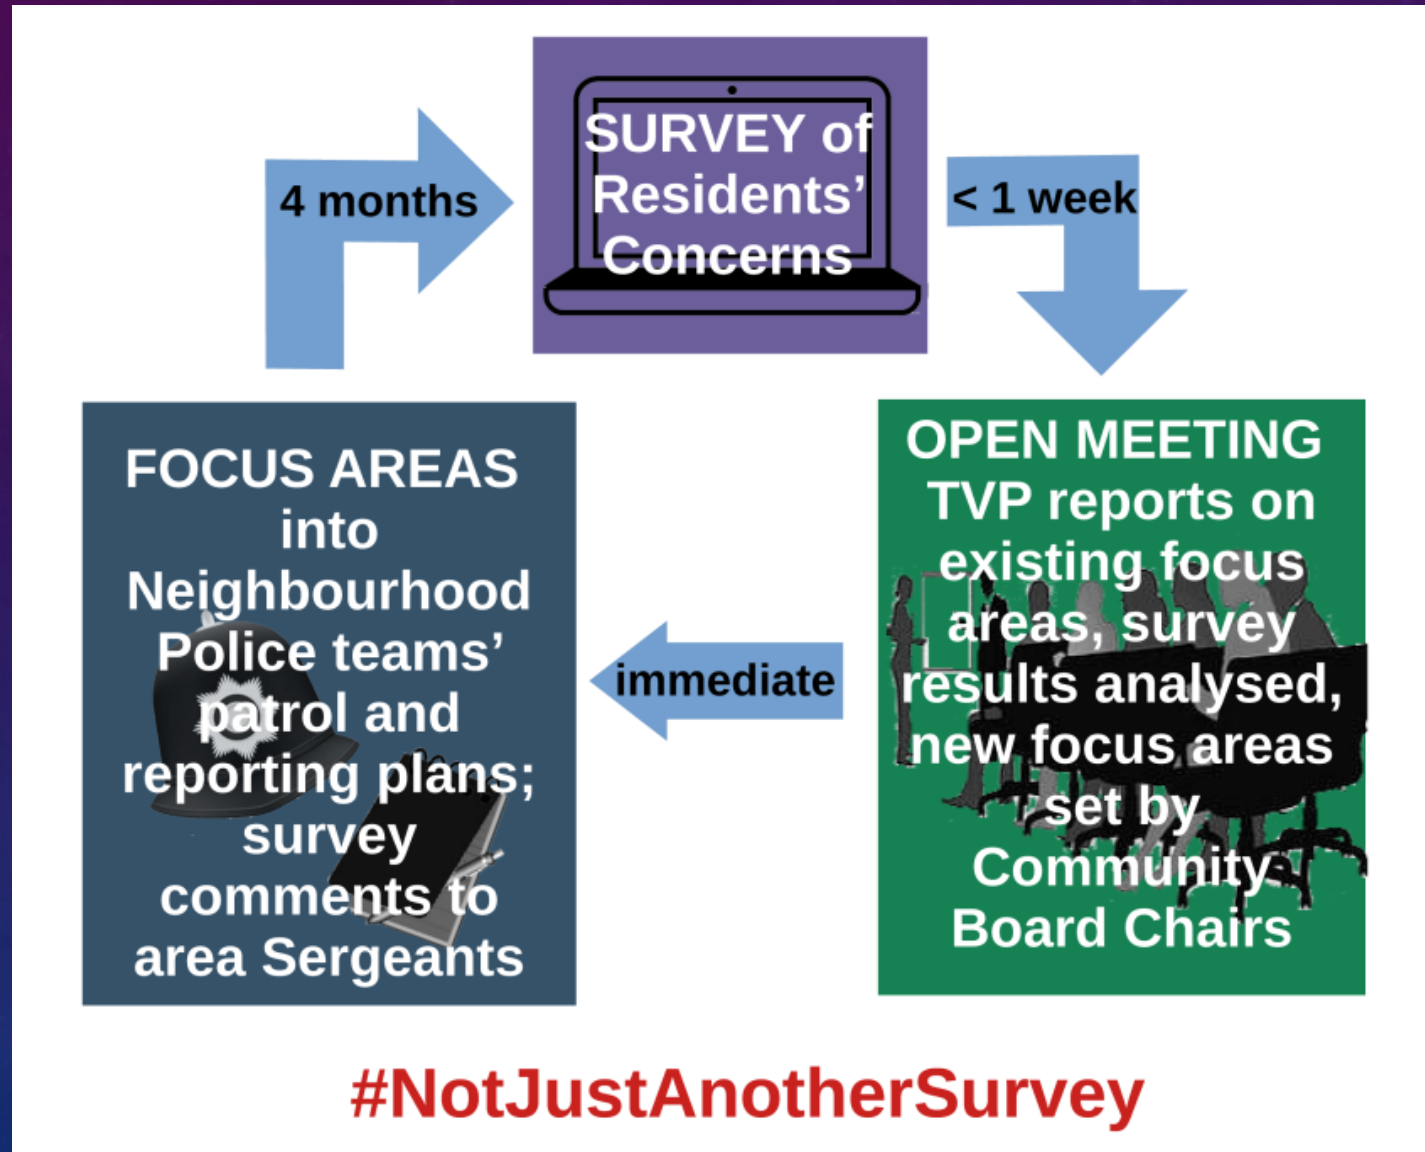 SURVEY of
Residents’
Concerns
4 months
< 1 week
OPEN MEETING
TVP reports on
existing focus
areas, survey
results analysed,
new focus areas
set by
Community
Board Chairs
immediate
FOCUS AREAS
into
Neighbourhood
Police teams’
patrol and
reporting plans;
survey
comments to
area Sergeants
#NotJustAnotherSurvey